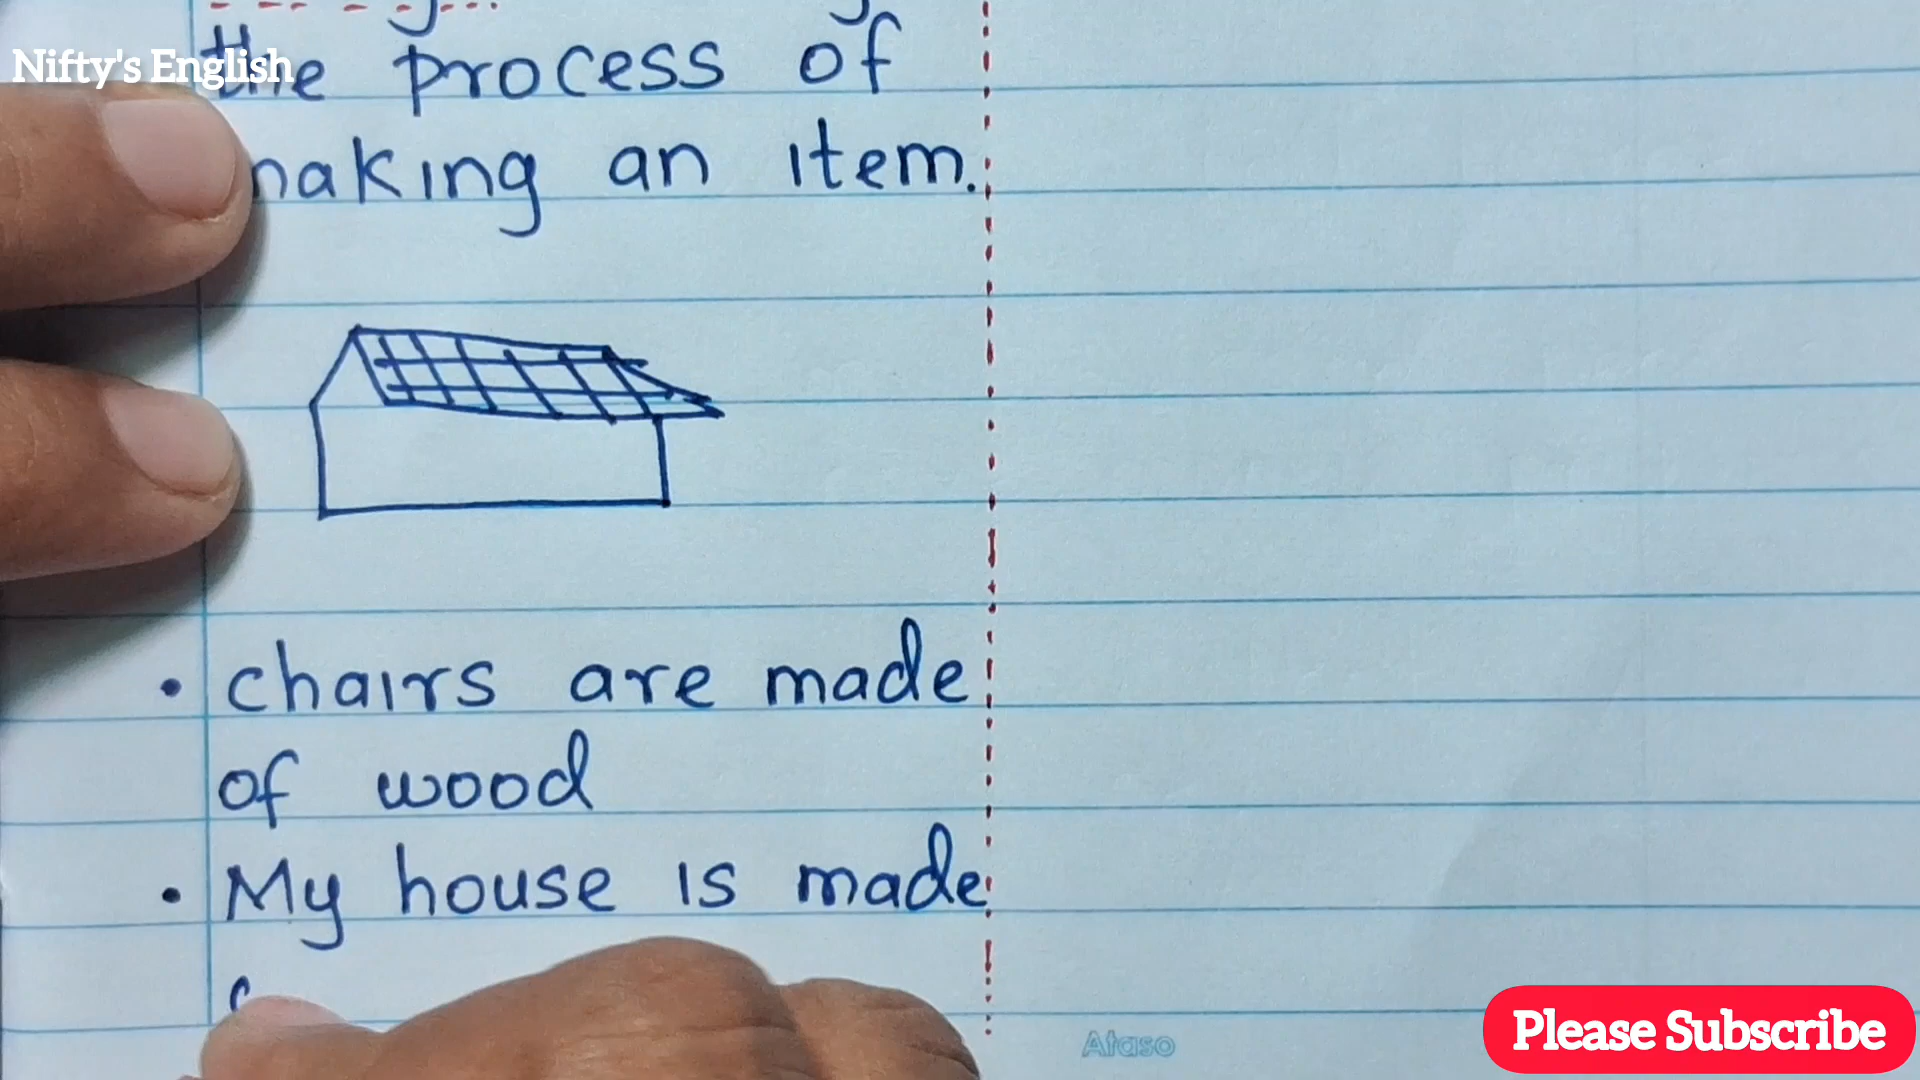 Nifty's English
the process of
making an item.
• chairs are made
of wood
• My house is made
Ataso
Please Subscribe